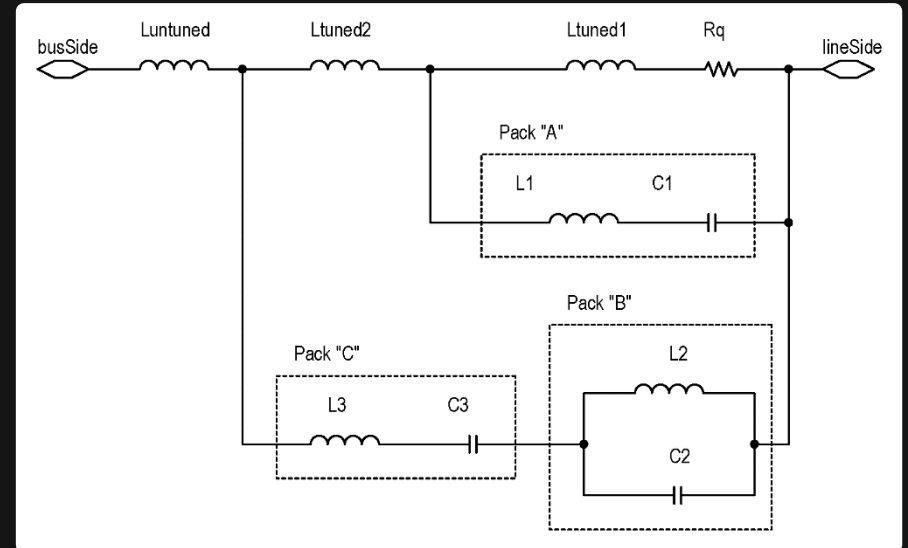 Luntuned
Ltuned2
Ltuned1
Rq
busSide
lineSide
Pack "A"
L1
C1
Pack "B"
L2
Pack "C"
L3
C3
C2